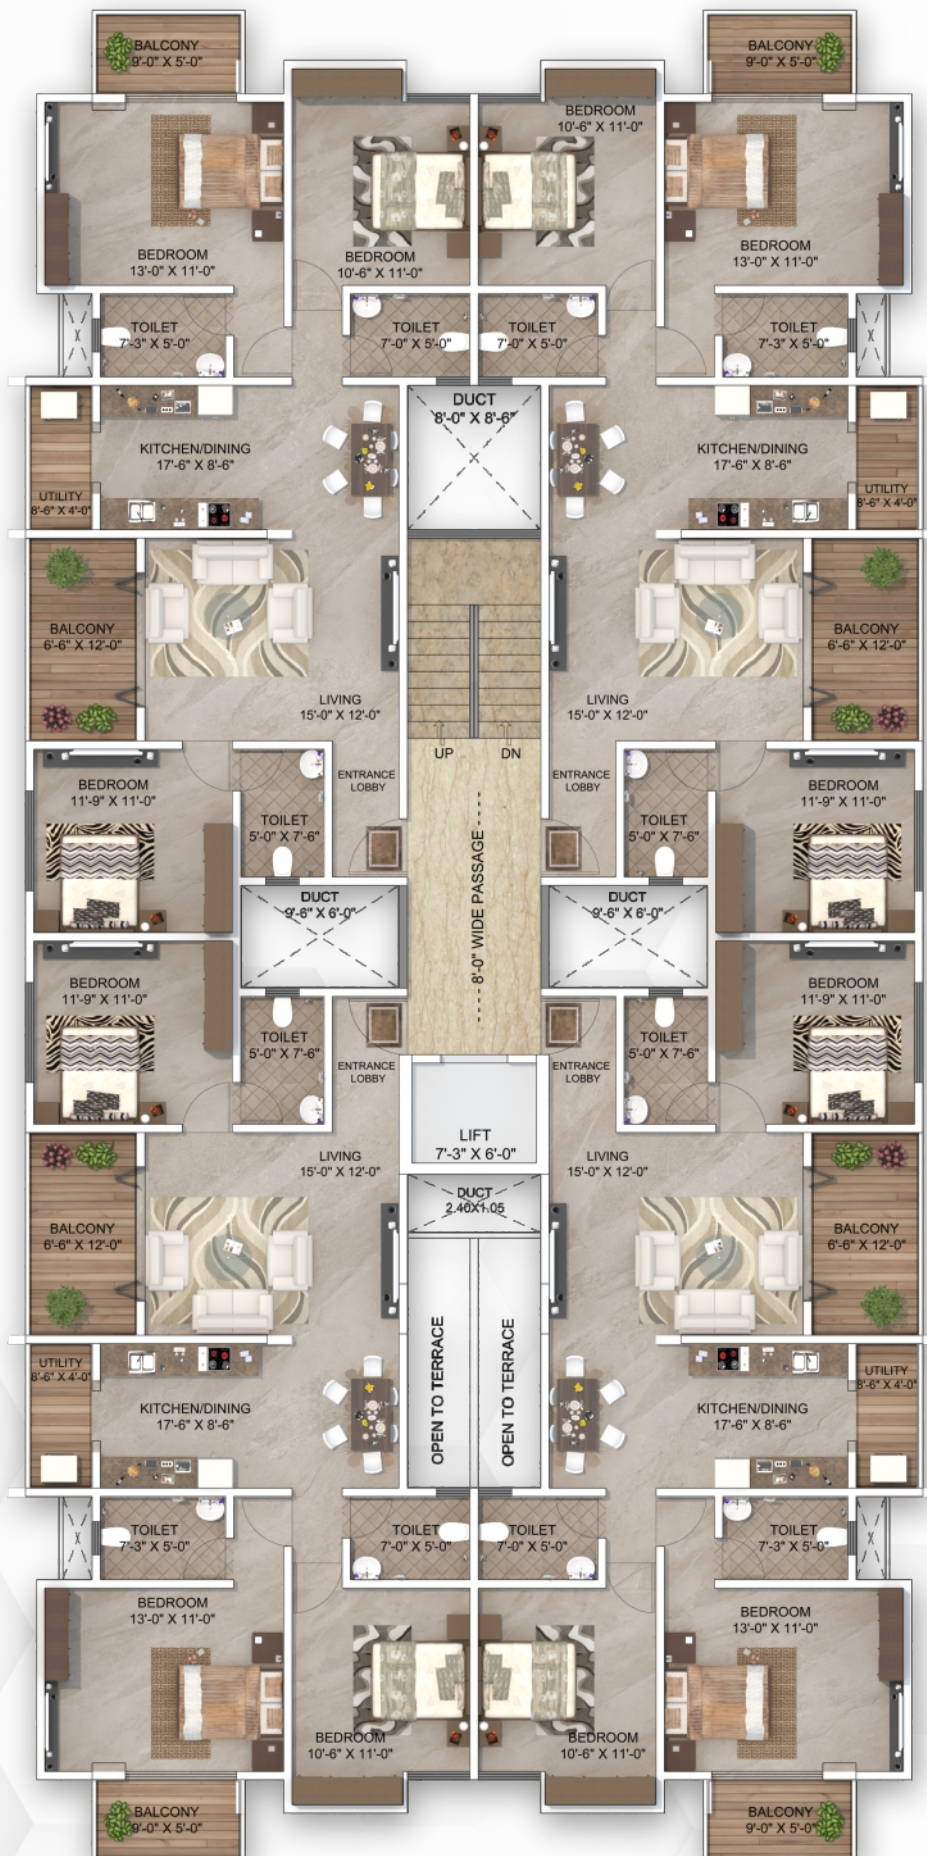 BALCONY
9'-0" X 5'-0"
BALCONY
9'-0" X 5'-0"
BEDROOM
10'-6" X 11'-0"
BEDROOM
13'-0" X 11'-0"
BEDROOM
10'-6" X 11'-0"
BEDROOM
13'-0" X 11'-0"
TOILET
7'-3" X 5'-0"
TOILET
7'-0" X 5'-0"
TOILET
7'-0" X 5'-0"
TOILET
7'-3" X 5'-0"
DUCT
8'-0" X 8'-6"
KITCHEN/DINING
17'-6" X 8'-6"
KITCHEN/DINING
17'-6" X 8'-6"
UTILITY
8'-6" X 4'-0"
UTILITY
8'-6" X 4'-0"
BALCONY
6'-6" X 12'-0"
BALCONY
6'-6" X 12'-0"
LIVING
15'-0" X 12'-0"
LIVING
15'-0" X 12'-0"
UP
DN
BEDROOM
11'-9" X 11'-0"
ENTRANCE
LOBBY
ENTRANCE
LOBBY
BEDROOM
11'-9" X 11'-0"
TOILET
5'-0" X 7'-6"
TOILET
5'-0" X 7'-6"
8'-0" WIDE PASSAGE
DUCT
9'-6" X 6'-0"
DUCT
9'-6" X 6'-0"
BEDROOM
11'-9" X 11'-0"
BEDROOM
11'-9" X 11'-0"
TOILET
5'-0" X 7'-6"
TOILET
5'-0" X 7'-6"
ENTRANCE
LOBBY
ENTRANCE
LOBBY
LIFT
7'-3" X 6'-0"
LIVING
15'-0" X 12'-0"
LIVING
15'-0" X 12'-0"
DUCT
2.40X1.05
BALCONY
6'-6" X 12'-0"
BALCONY
6'-6" X 12'-0"
OPEN TO TERRACE
OPEN TO TERRACE
UTILITY
8'-6" X 4'-0"
UTILITY
8'-6" X 4'-0"
KITCHEN/DINING
17'-6" X 8'-6"
KITCHEN/DINING
17'-6" X 8'-6"
TOILET
7'-3" X 5'-0"
TOILET
7'-0" X 5'-0"
TOILET
7'-0" X 5'-0"
TOILET
7'-3" X 5'-0"
BEDROOM
13'-0" X 11'-0"
BEDROOM
13'-0" X 11'-0"
BEDROOM
10'-6" X 11'-0"
BEDROOM
10'-6" X 11'-0"
BALCONY
9'-0" X 5'-0"
BALCONY
9'-0" X 5'-0"